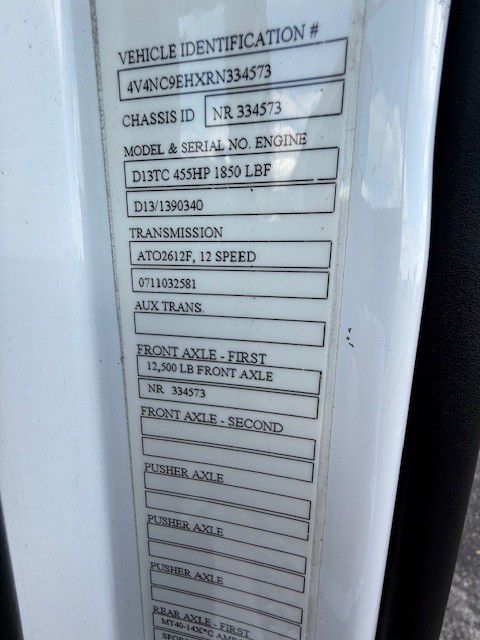 VEHICLE IDENTIFICATION #
4V4NC9EHXRN334573
CHASSIS ID NR 334573
MODEL & SERIAL NO. ENGINE
D13TC 455HP 1850 LBF
D13/1390340
TRANSMISSION
ATO2612F, 12 SPEED
0711032581
AUX TRANS.
FRONT AXLE - FIRST
12,500 LB FRONT AXLE
NR 334573
FRONT AXLE - SECOND
PUSHER AXLE
PUSHER AXLE
PUSHER AXLE
REAR AXLE - FIRST
MT40-14X*C